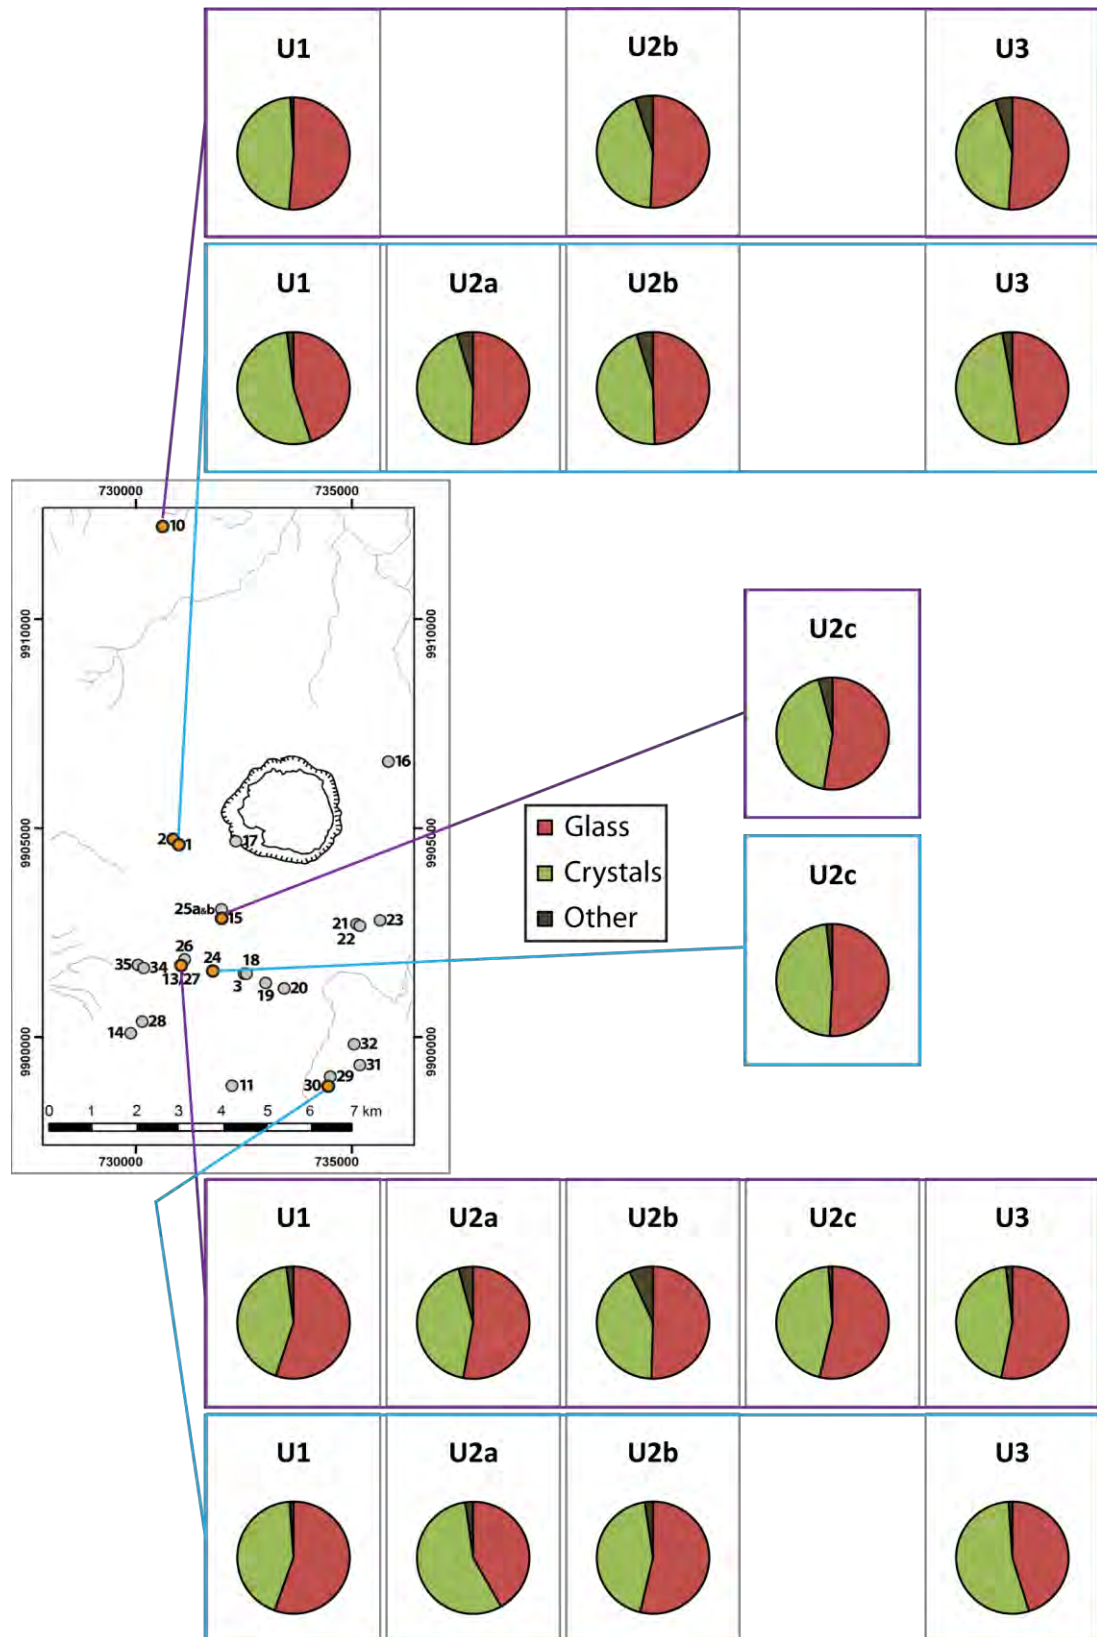 U1 U2b U3
U1 U2a U2b U3
730000 735000
10
9910000 9910000
U2c
16
Glass
Crystals
Other
2 1 17
9905000 9905000
25a&b 15
21 23
22
U2c
26 24 18
35 34 13/27 3
19 20
28
14
32
9900000 9900000
31
29
30
11
0 1 2 3 4 5 6 7 km
730000 735000
U1 U2a U2b U2c U3
U1 U2a U2b U3